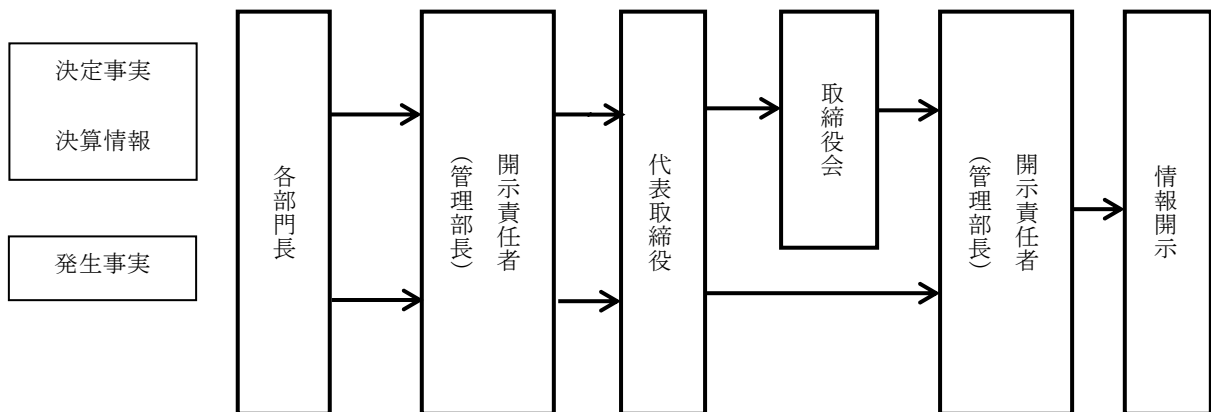 決定事実
決算情報
発生事実
各部門長
開示責任者
(管理部長)
代表取締役
取締役会
開示責任者
(管理部長)
情報開示